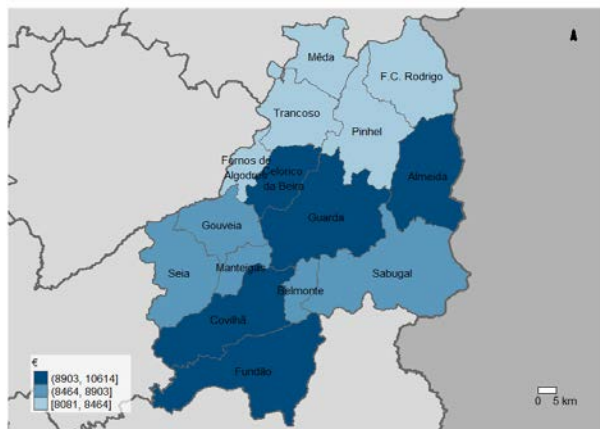 Mêda
F.C. Rodrigo
Trancoso
Pinhel
Fornos de
Algodres
Celorico
da Beira
Almeida
Guarda
Gouveia
Seia
Manteigas
Sabugal
Belmonte
Covilhã
Fundão
€
(8903, 10614]
(8464, 8903]
[8081, 8464]
0 5 km